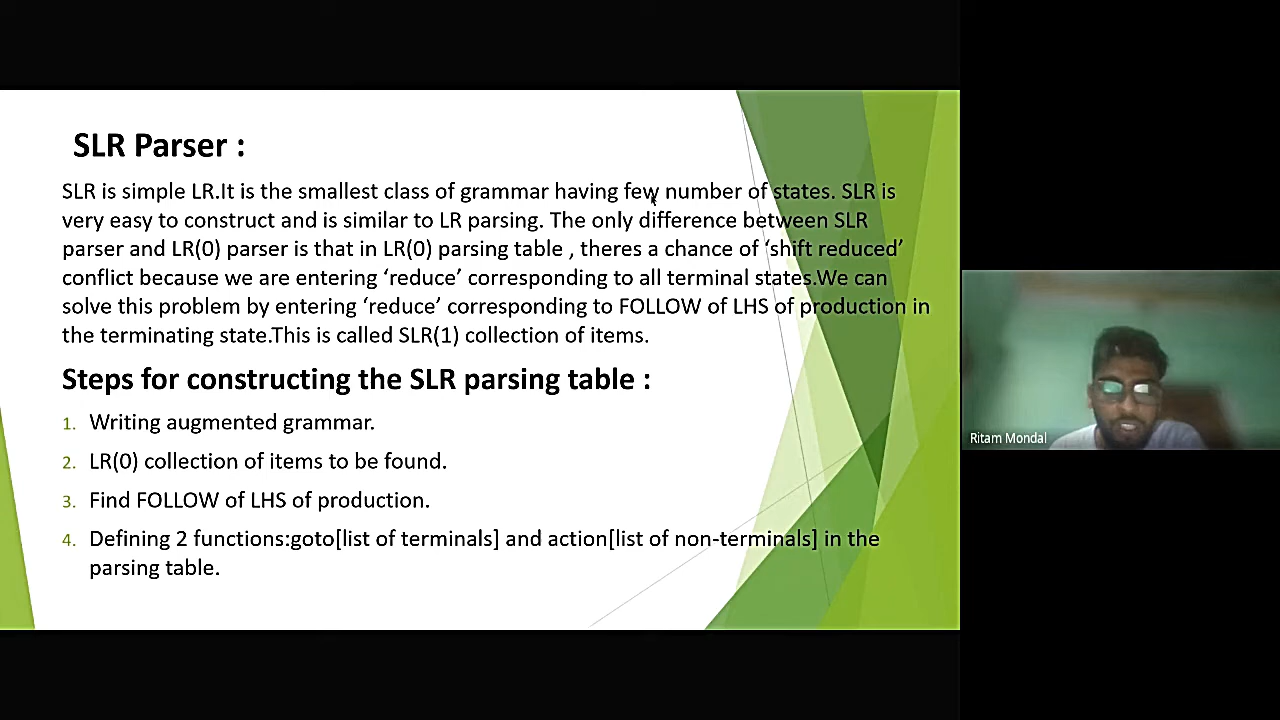 SLR Parser :
SLR is simple LR.It is the smallest class of grammar having few number of states. SLR is
very easy to construct and is similar to LR parsing. The only difference between SLR
parser and LR(0) parser is that in LR(0) parsing table , theres a chance of ‘shift reduced’
conflict because we are entering ‘reduce’ corresponding to all terminal states.We can
solve this problem by entering ‘reduce’ corresponding to FOLLOW of LHS of production in
the terminating state.This is called SLR(1) collection of items.
Steps for constructing the SLR parsing table :
1. Writing augmented grammar.
2. LR(0) collection of items to be found.
3. Find FOLLOW of LHS of production.
4. Defining 2 functions:goto[list of terminals] and action[list of non-terminals] in the
parsing table.
Ritam Mondal